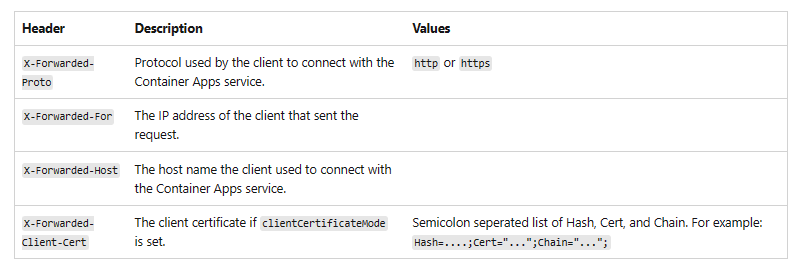 Header Description Values
X-Forwarded- Protocol used by the client to connect with the http or https
Proto Container Apps service.
X-Forwarded-For The IP address of the client that sent the
request.
X-Forwarded-Host The host name the client used to connect with
the Container Apps service.
X-Forwarded- The client certificate if clientCertificateMode Semicolon seperated list of Hash, Cert, and Chain. For example:
Client-Cert is set. Hash=....;Cert="...";Chain="...";